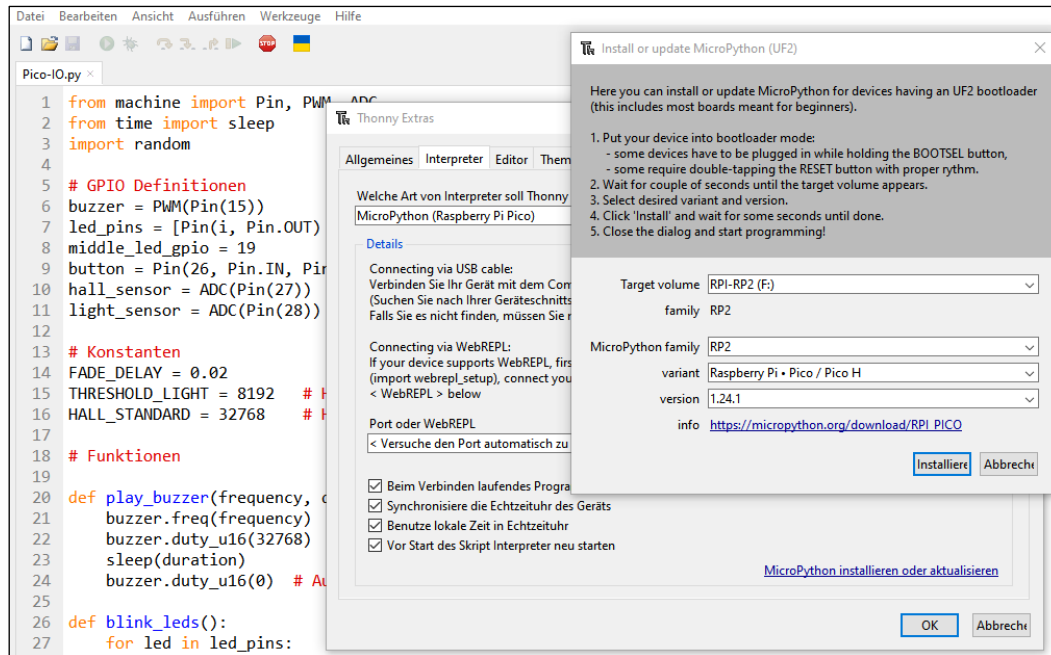 Datei Bearbeiten Ansicht Ausführen Werkzeuge Hilfe
STOP
Pico-IO.py ×
1 from machine import Pin, PWM, ADC
2 from time import sleep
3 import random
4
5 # GPIO Definitionen
6 buzzer = PWM(Pin(15))
7 led_pins = [Pin(i, Pin.OUT)
8 middle_led_gpio = 19
9 button = Pin(26, Pin.IN, Pin
10 hall_sensor = ADC(Pin(27))
11 light_sensor = ADC(Pin(28))
12
13 # Konstanten
14 FADE_DELAY = 0.02
15 THRESHOLD_LIGHT = 8192 # H
16 HALL_STANDARD = 32768 # H
17
18 # Funktionen
19
20 def play_buzzer(frequency, d
21 buzzer.freq(frequency)
22 buzzer.duty_u16(32768)
23 sleep(duration)
24 buzzer.duty_u16(0) # Au
25
26 def blink_leds():
27 for led in led_pins:
Thonny Extras
Allgemeines Interpreter Editor Them
Welche Art von Interpreter soll Thonny
MicroPython (Raspberry Pi Pico)
Details
Connecting via USB cable:
Verbinden Sie Ihr Gerät mit dem Com
(Suchen Sie nach Ihrer Geräteschnitts
Falls Sie es nicht finden, müssen Sie
Connecting via WebREPL:
If your device supports WebREPL, firs
(import webrepl_setup), connect you
< WebREPL > below
Port oder WebREPL
< Versuche den Port automatisch zu
Beim Verbinden laufendes Progra
Synchronisiere die Echtzeituhr des Geräts
Benutze lokale Zeit in Echtzeituhr
Vor Start des Skript Interpreter neu starten
MicroPython installieren oder aktualisieren
OK Abbreche
Install or update MicroPython (UF2)
Here you can install or update MicroPython for devices having an UF2 bootloader
(this includes most boards meant for beginners).
1. Put your device into bootloader mode:
- some devices have to be plugged in while holding the BOOTSEL button,
- some require double-tapping the RESET button with proper rythm.
2. Wait for couple of seconds until the target volume appears.
3. Select desired variant and version.
4. Click 'Install' and wait for some seconds until done.
5. Close the dialog and start programming!
Target volume RPI-RP2 (F:)
family RP2
MicroPython family RP2
variant Raspberry Pi • Pico / Pico H
version 1.24.1
info https://micropython.org/download/RPI_PICO
Installiere Abbreche